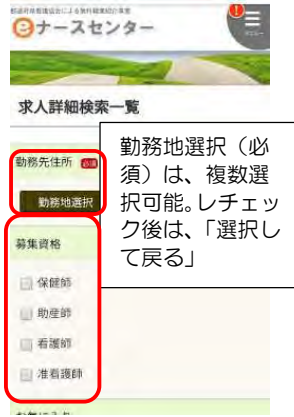 都道府県看護協会による無料職業紹介事業
eナースセンター
メニュー
求人詳細検索一覧
勤務先住所 必須
勤務地選択
勤務地選択（必
須）は、複数選
択可能。レチェッ
ク後は、「選択し
て戻る」
募集資格
保健師
助産師
看護師
准看護師